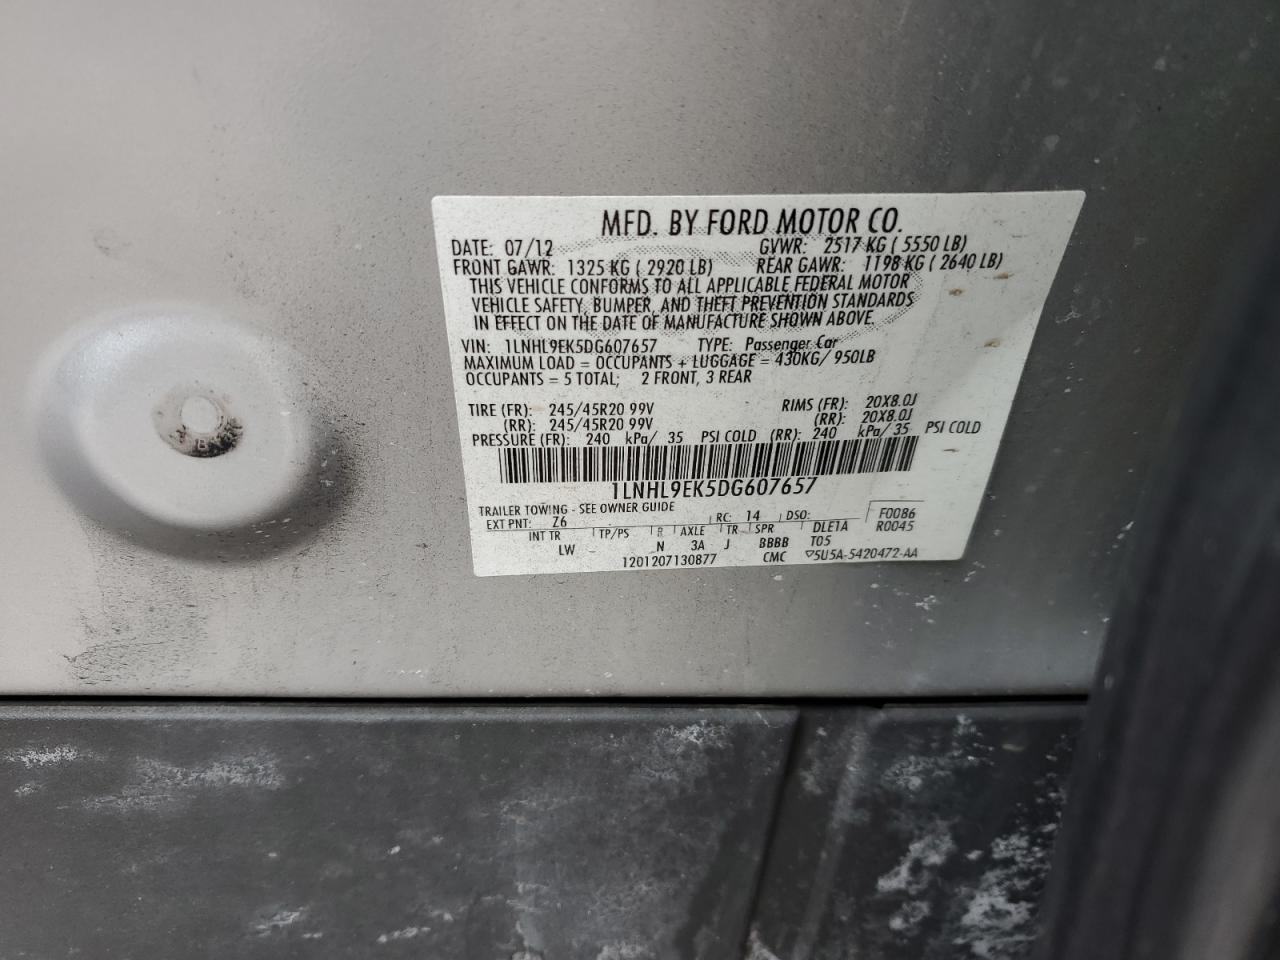 MFD. BY FORD MOTOR CO.
DATE: 07/12 GVWR: 2517 KG ( 5550 LB)
FRONT GAWR: 1325 KG ( 2920 LB) REAR GAWR: 1198 KG ( 2640 LB)
THIS VEHICLE CONFORMS TO ALL APPLICABLE FEDERAL MOTOR
VEHICLE SAFETY, BUMPER, AND THEFT PREVENTION STANDARDS
IN EFFECT ON THE DATE OF MANUFACTURE SHOWN ABOVE.
VIN: 1LNHL9EK5DG607657 TYPE: Passenger Car
MAXIMUM LOAD = OCCUPANTS + LUGGAGE = 430KG/ 950LB
OCCUPANTS = 5 TOTAL; 2 FRONT, 3 REAR
TIRE (FR): 245/45R20 99V RIMS (FR): 20X8.0J
(RR): 245/45R20 99V (RR): 20X8.0J
PRESSURE (FR): 240 kPa/ 35 PSI COLD (RR): 240 kPa/ 35 PSI COLD
1LNHL9EK5DG607657
TRAILER TOWING - SEE OWNER GUIDE
EXT PNT: Z6 RC: 14 DSO: F0086
INT TR TP/PS R AXLE TR SPR DLE1A R0045
LW - N 3A J BBBB T05
1201207130877 CMC ▽5U5A-5420472-AA